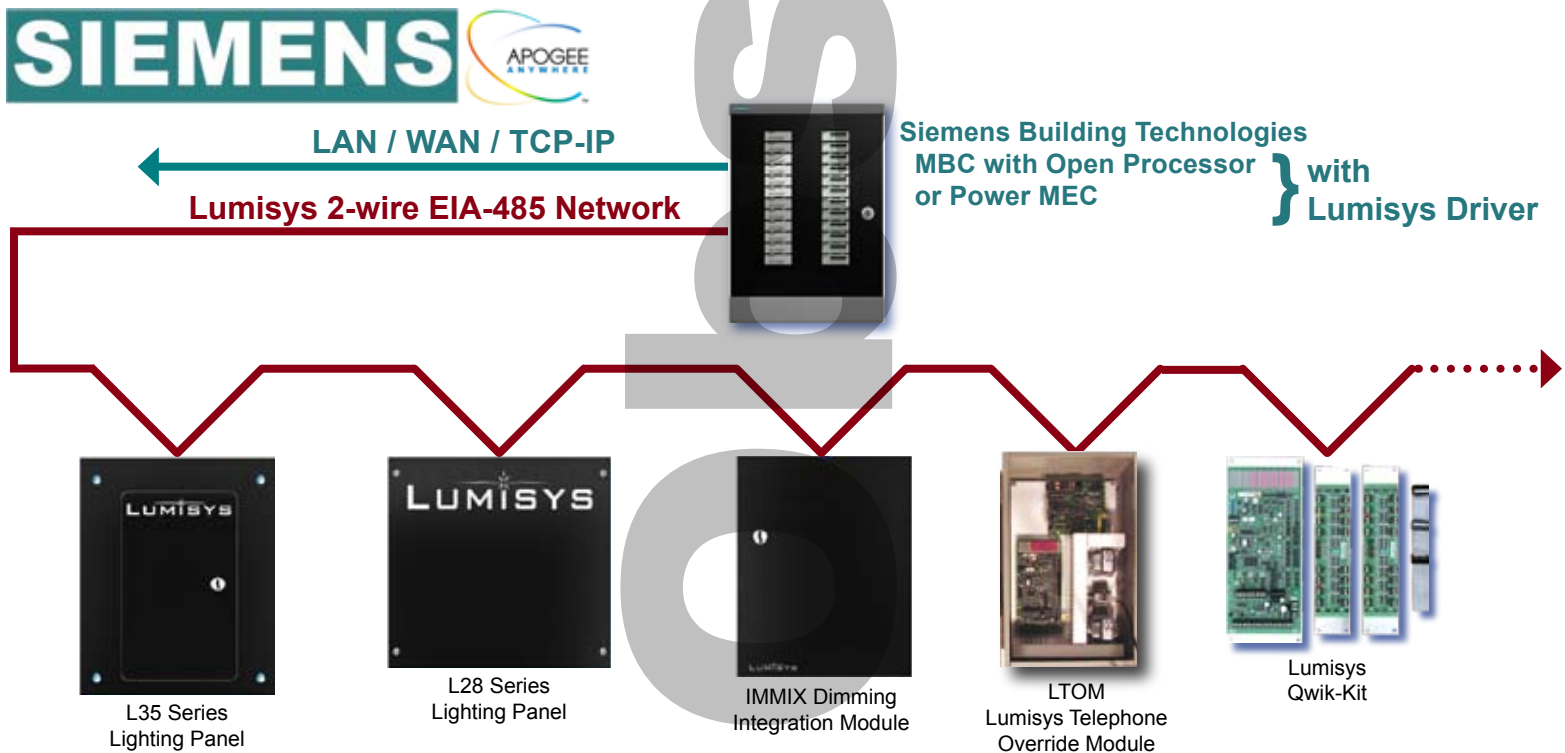 SIEMENS
APOGEE
ANYWHERE
™
LAN / WAN / TCP-IP
Siemens Building Technologies
MBC with Open Processor
or Power MEC
} with
Lumisys Driver
Lumisys 2-wire EIA-485 Network
LUMISYS
LUMISYS
LUMISYS
L35 Series
Lighting Panel
L28 Series
Lighting Panel
IMMIX Dimming
Integration Module
LTOM
Lumisys Telephone
Override Module
Lumisys
Qwik-Kit